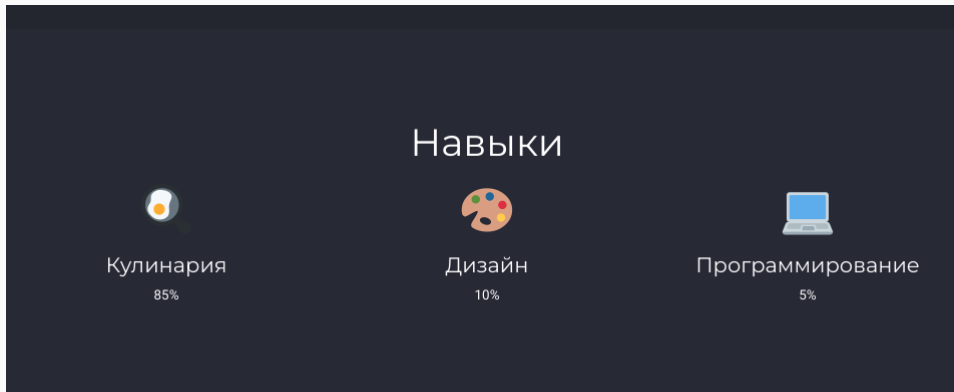 Навыки
Кулинария
Дизайн
Программирование
85%
10%
5%